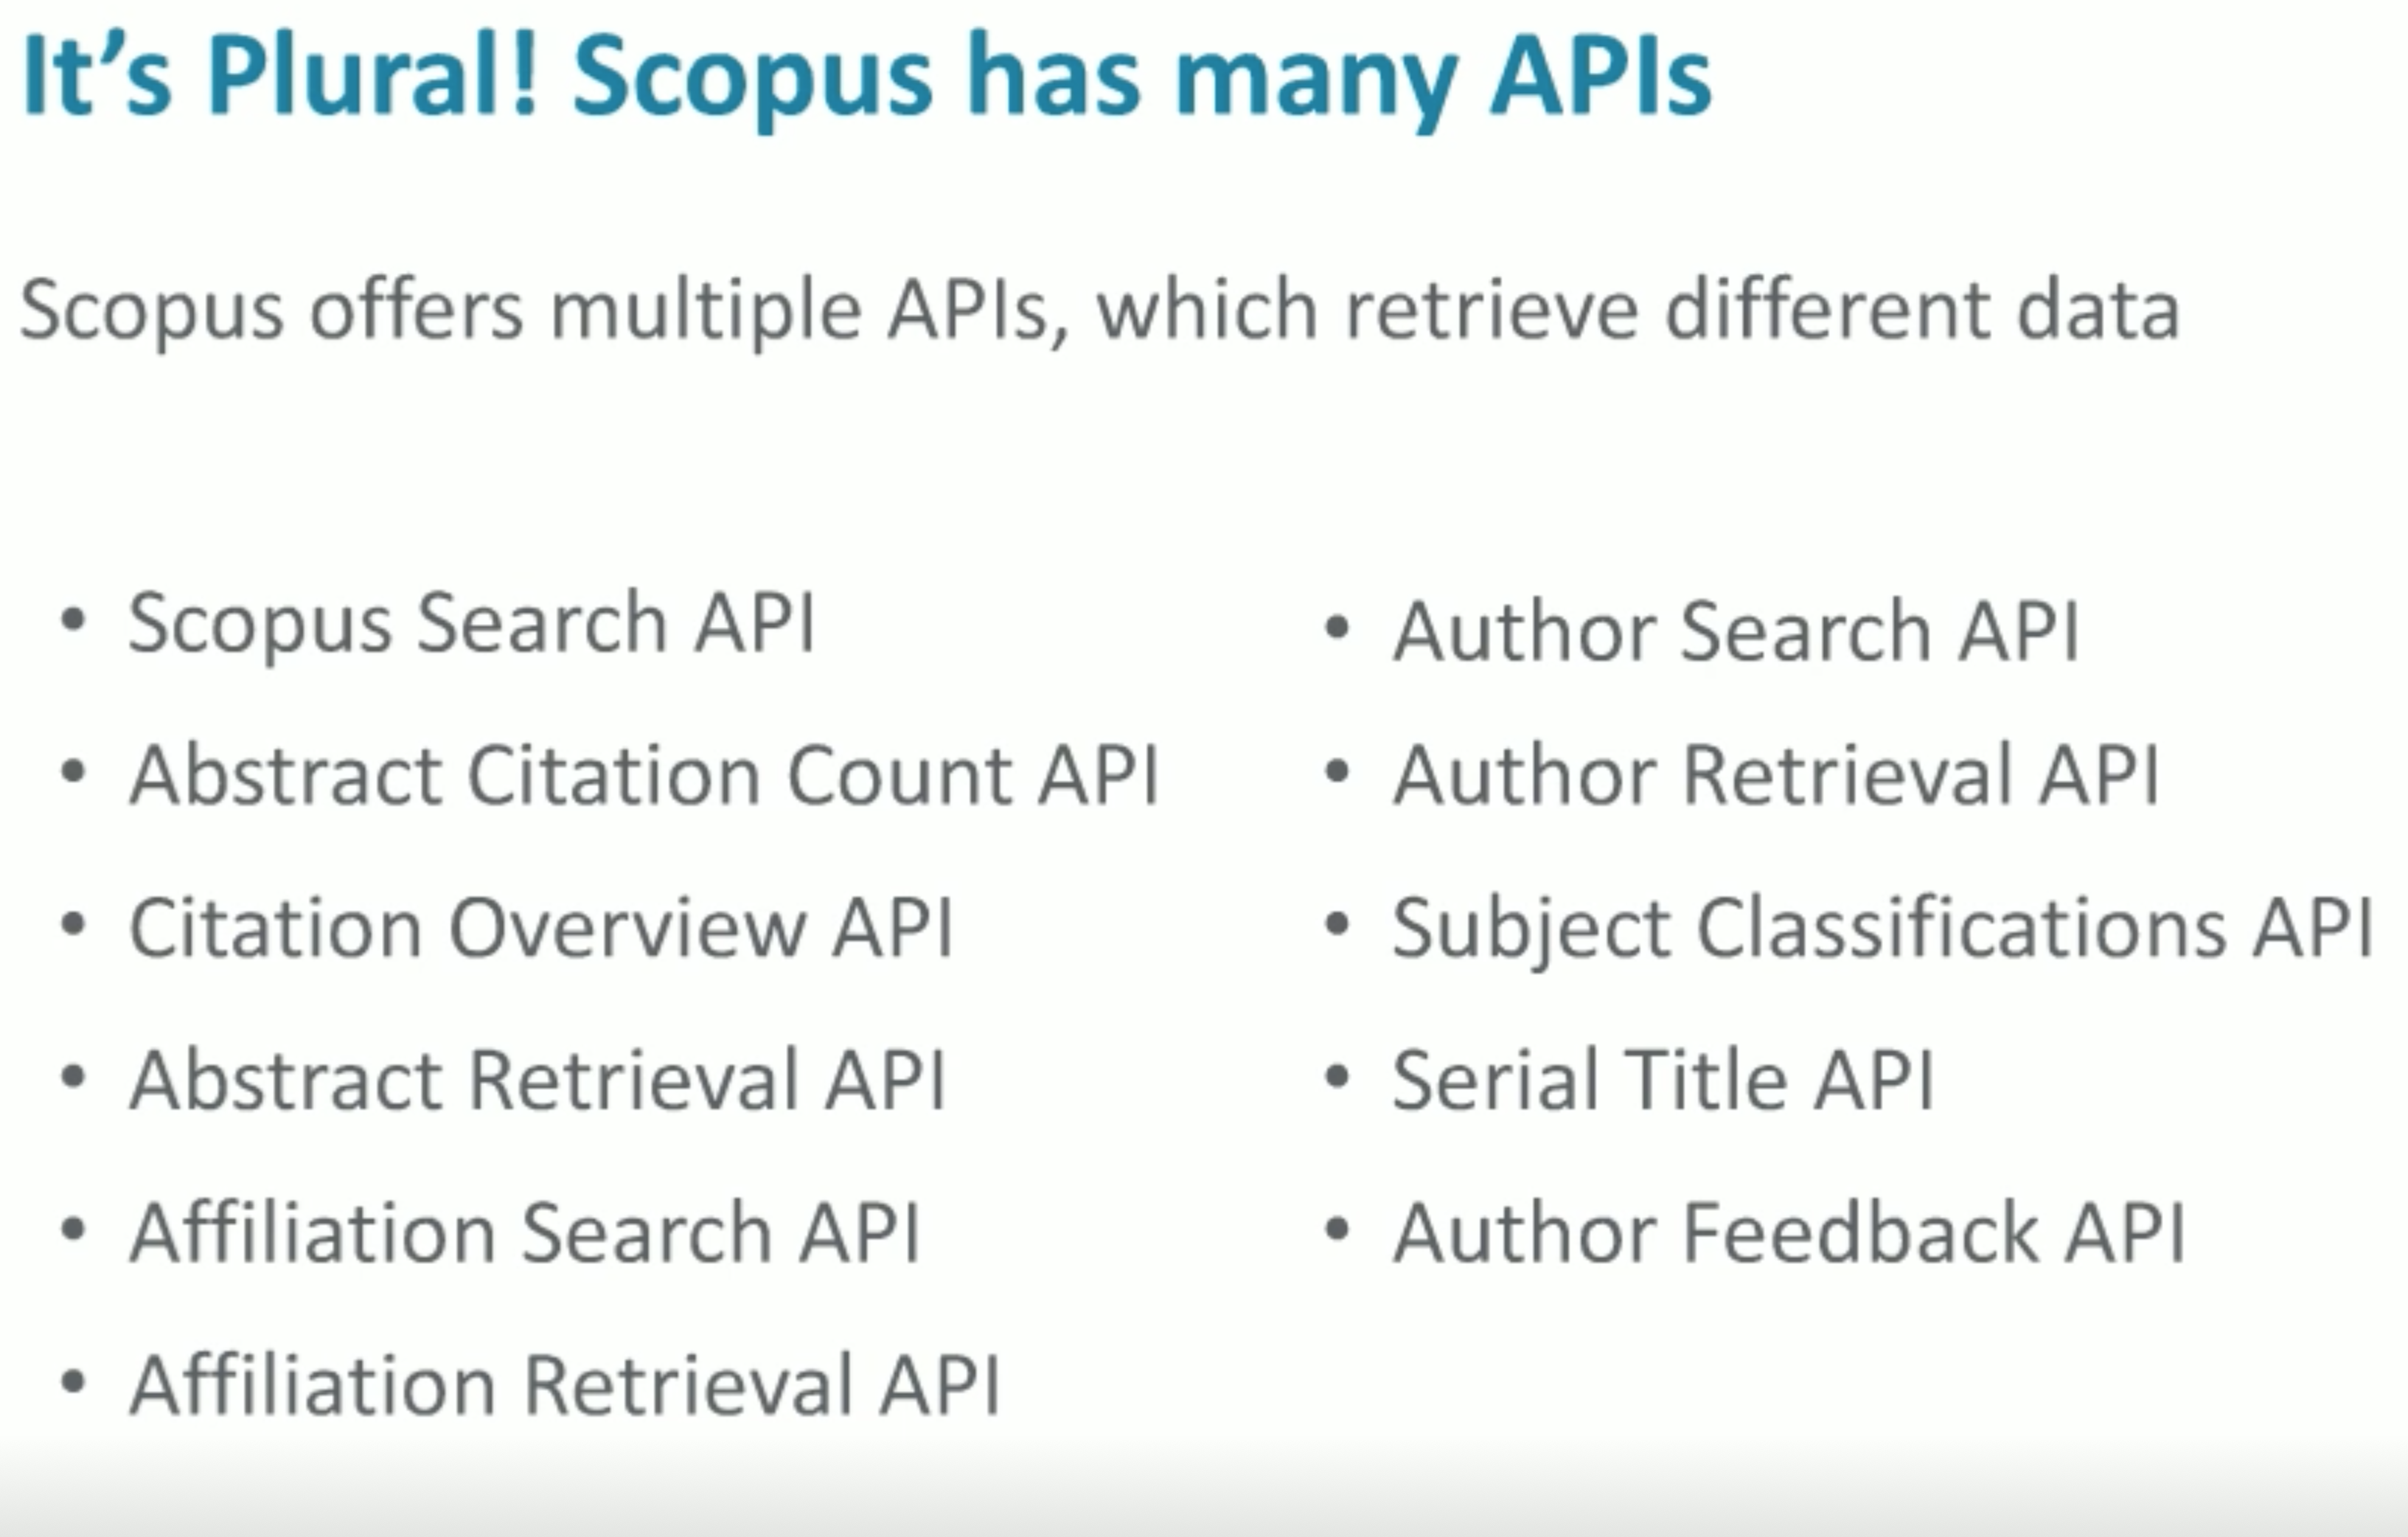 It’s Plural! Scopus has many APIs
Scopus offers multiple APIs, which retrieve different data
• Scopus Search API
• Abstract Citation Count API
• Citation Overview API
• Abstract Retrieval API
• Affiliation Search API
• Affiliation Retrieval API
• Author Search API
• Author Retrieval API
• Subject Classifications API
• Serial Title API
• Author Feedback API